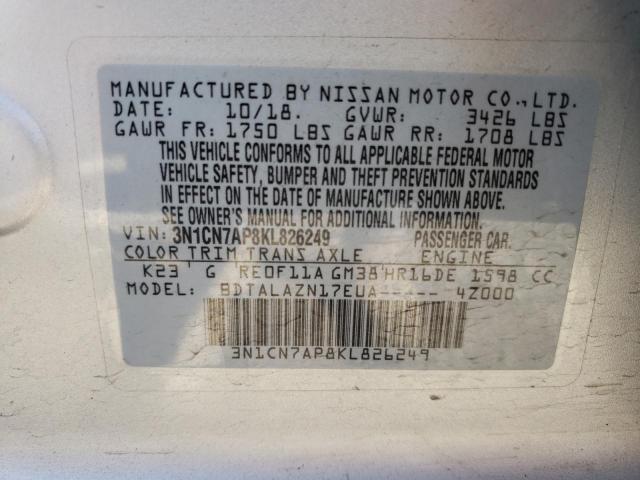 MANUFACTURED BY NISSAN MOTOR CO.,LTD.
DATE: 10/18. GVWR: 3426 LBS
GAWR FR: 1750 LBS GAWR RR: 1708 LBS
THIS VEHICLE CONFORMS TO ALL APPLICABLE FEDERAL MOTOR
VEHICLE SAFETY, BUMPER AND THEFT PREVENTION STANDARDS
IN EFFECT ON THE DATE OF MANUFACTURE SHOWN ABOVE.
SEE OWNER'S MANUAL FOR ADDITIONAL INFORMATION.
VIN: 3N1CN7AP8KL826249 PASSENGER CAR.
COLOR TRIM TRANS AXLE ENGINE
K23 G RE0F11A GM38 HR16DE 1598 CC
MODEL: BDTALAZN17EUA----- 4Z000
3N1CN7AP8KL826249